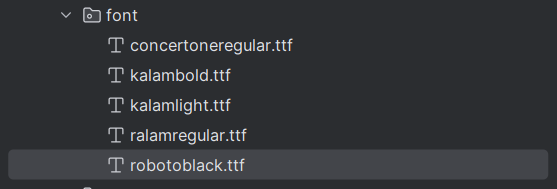 font
concertoneregular.ttf
kalambold.ttf
kalamlight.ttf
ralamregular.ttf
robotoblack.ttf